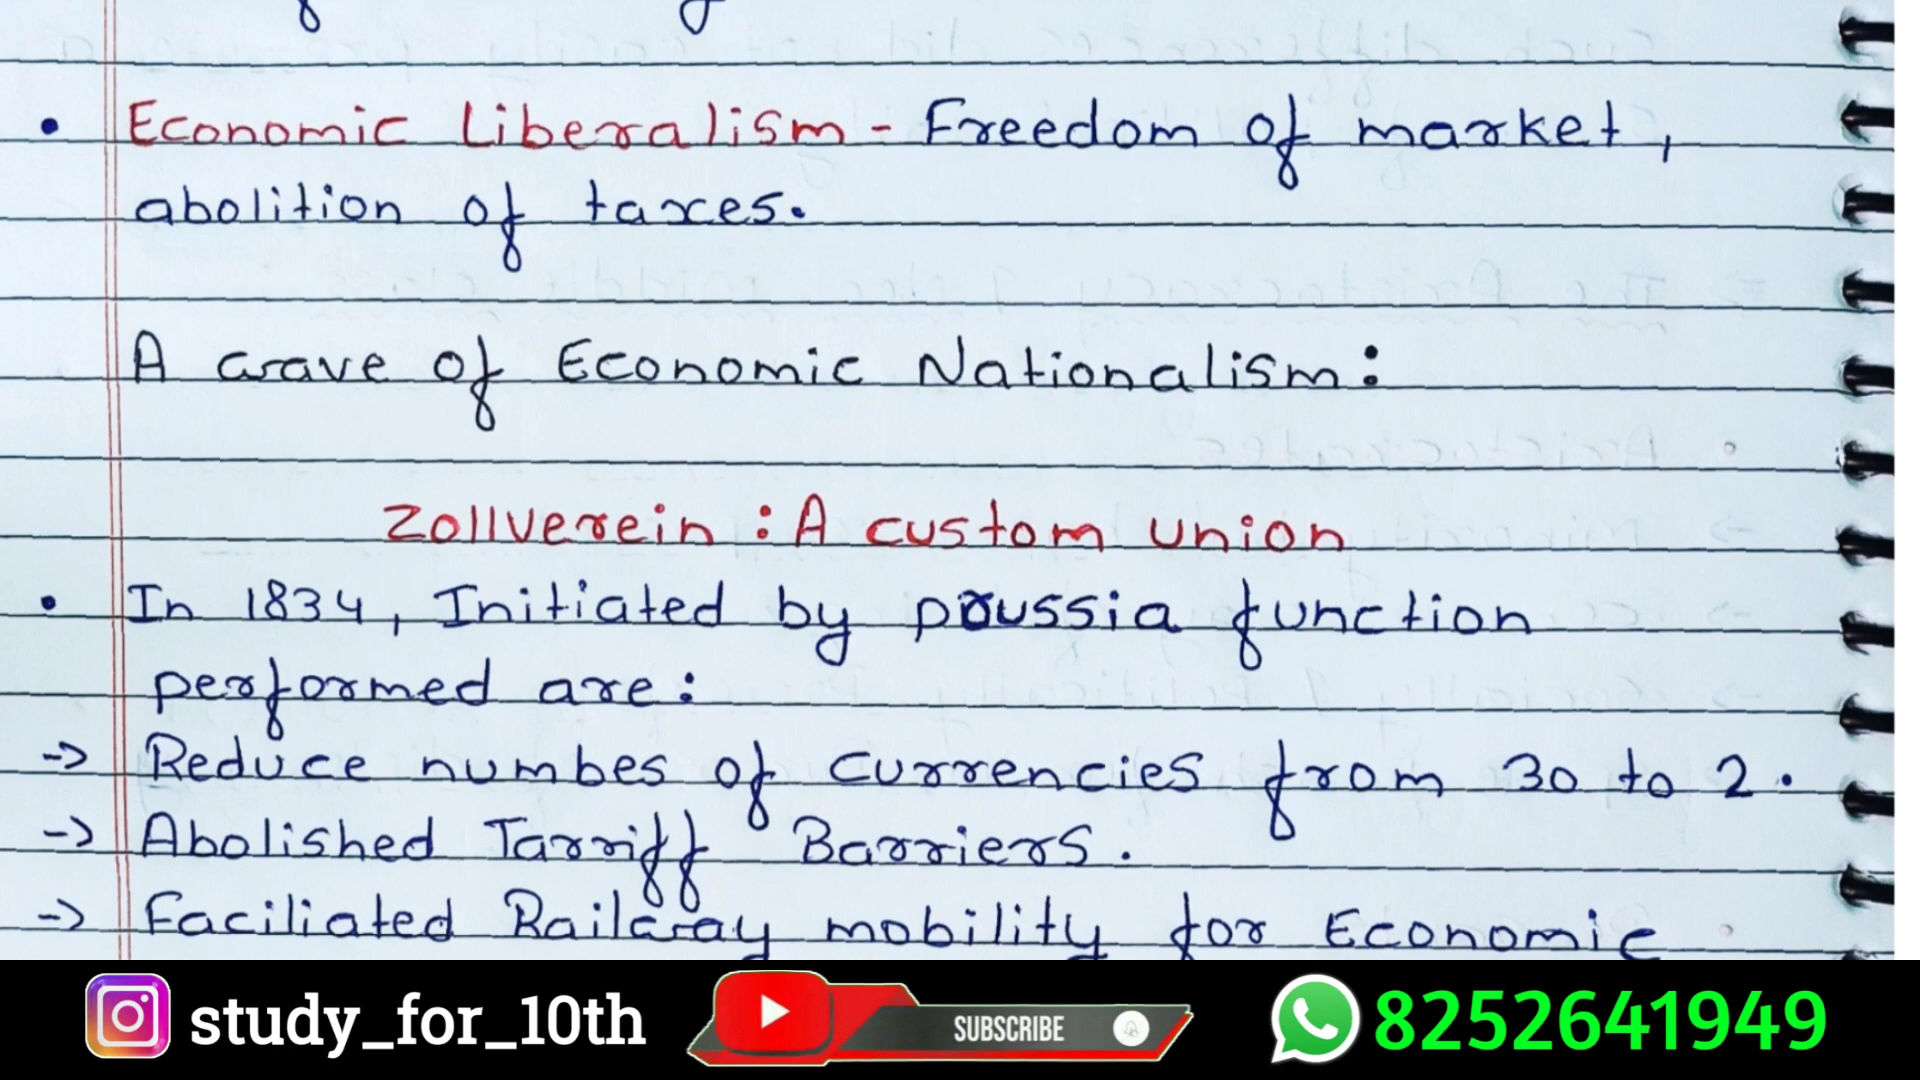 • Economic Liberalism - Freedom of market,
abolition of taxes.
A wave of Economic Nationalism:
Zollverein : A custom union
• In 1834, Initiated by prussia function
performed are:
-> Reduce numbes of currencies from 30 to 2.
-> Abolished Tarriff Barriers.
-> Faciliated Railway mobility for Economic
study_for_10th SUBSCRIBE 8252641949